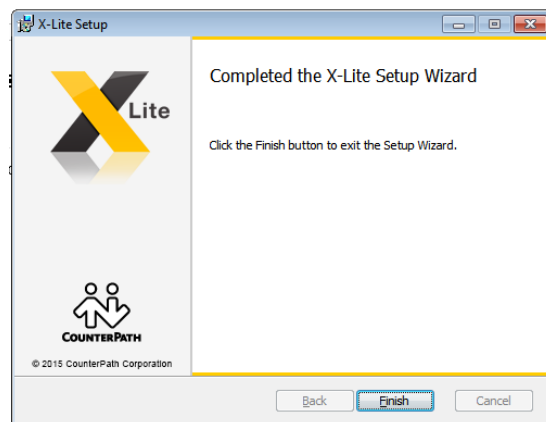 X-Lite Setup
Completed the X-Lite Setup Wizard
X Lite
Click the Finish button to exit the Setup Wizard.
COUNTERPATH
© 2015 CounterPath Corporation
Back Finish Cancel